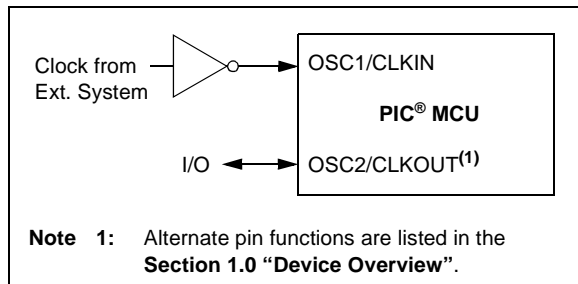 Clock from
Ext. System
OSC1/CLKIN
PIC® MCU
I/O
OSC2/CLKOUT(1)
Note 1: Alternate pin functions are listed in the
Section 1.0 “Device Overview”.